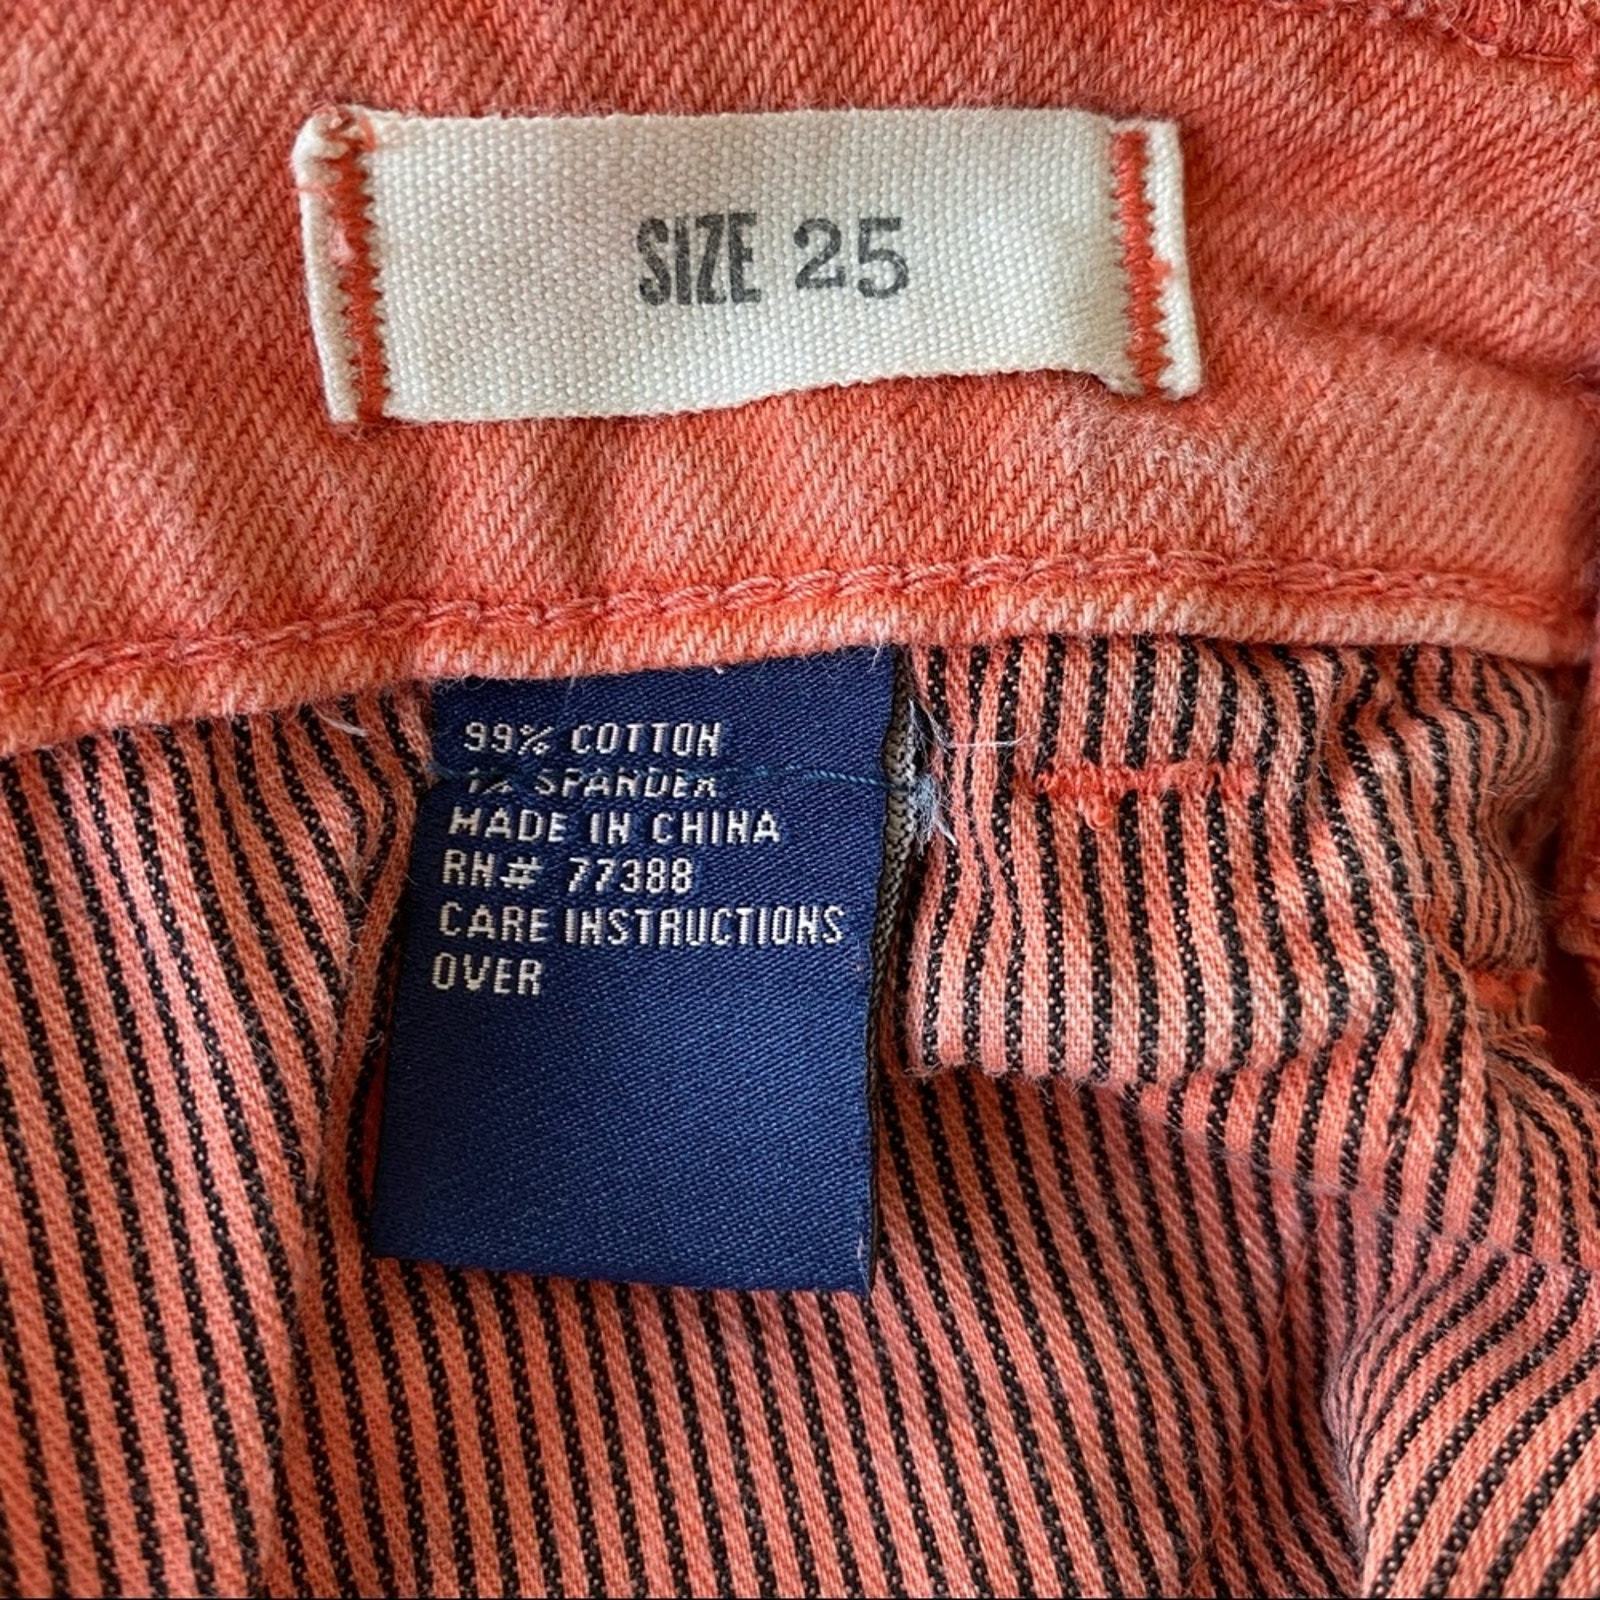 SIZE 25
99% COTTON
1% SPANDEX
MADE IN CHINA
RN# 77388
CARE INSTRUCTIONS
OVER